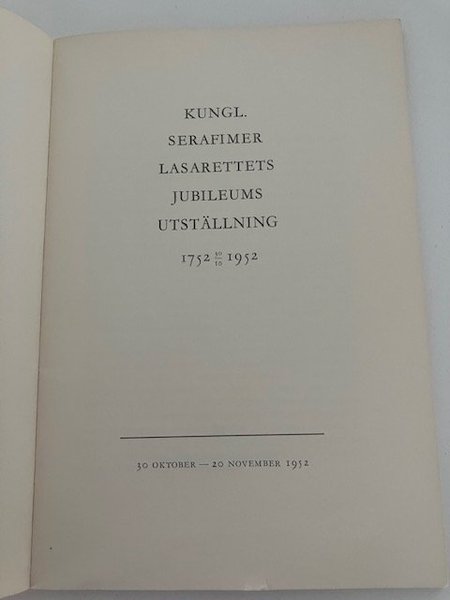 KUNGL.
SERAFIMER
LASARETTETS
JUBILEUMS
UTSTÄLLNING
1752 30/10 1952
30 OKTOBER — 20 NOVEMBER 1952